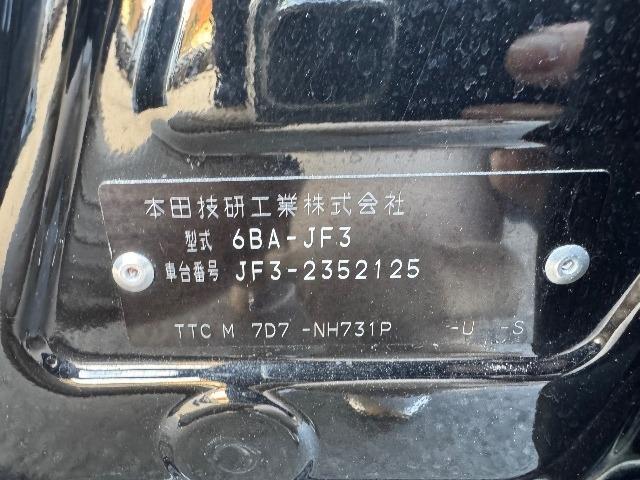 本田技研工業株式会社
型式 6BA-JF3
車台番号 JF3-2352125
TTC M 7D7 -NH731P -U -S